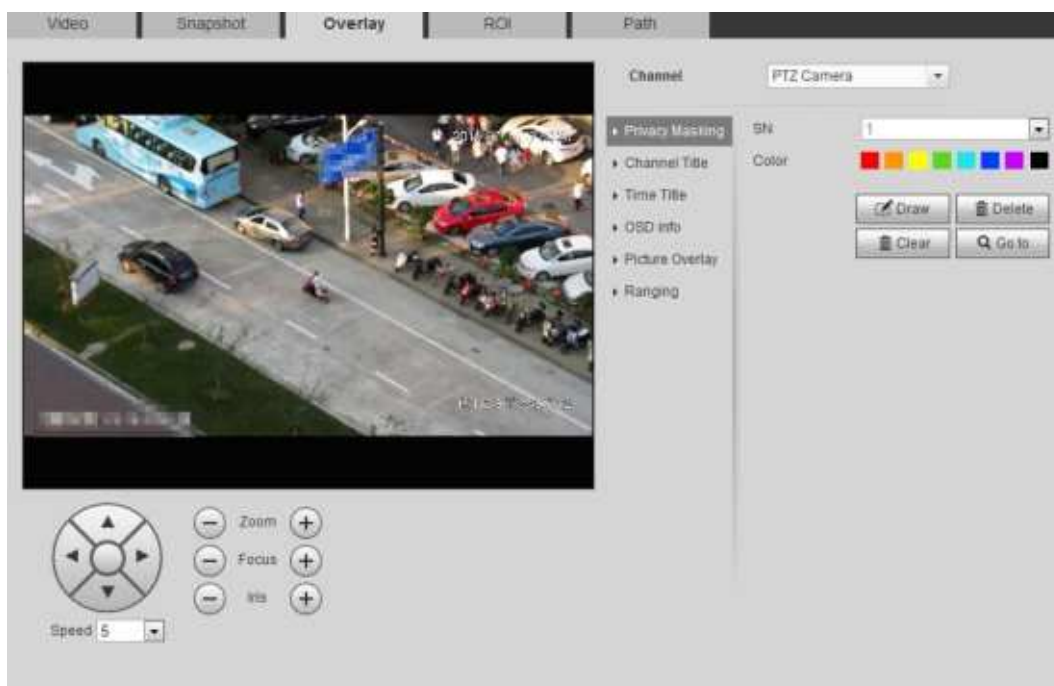 Video Snapshot Overlay ROI Path
Channel PTZ Camera
Privacy Masking
Channel Title
Time Title
OSD info
Picture Overlay
Ranging
SN 1
Color
Draw Delete
Clear Go to
Zoom
Focus
Iris
Speed 5